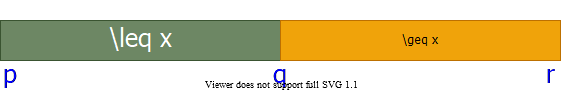 \leq x \geq x
p q r
Viewer does not support full SVG 1.1